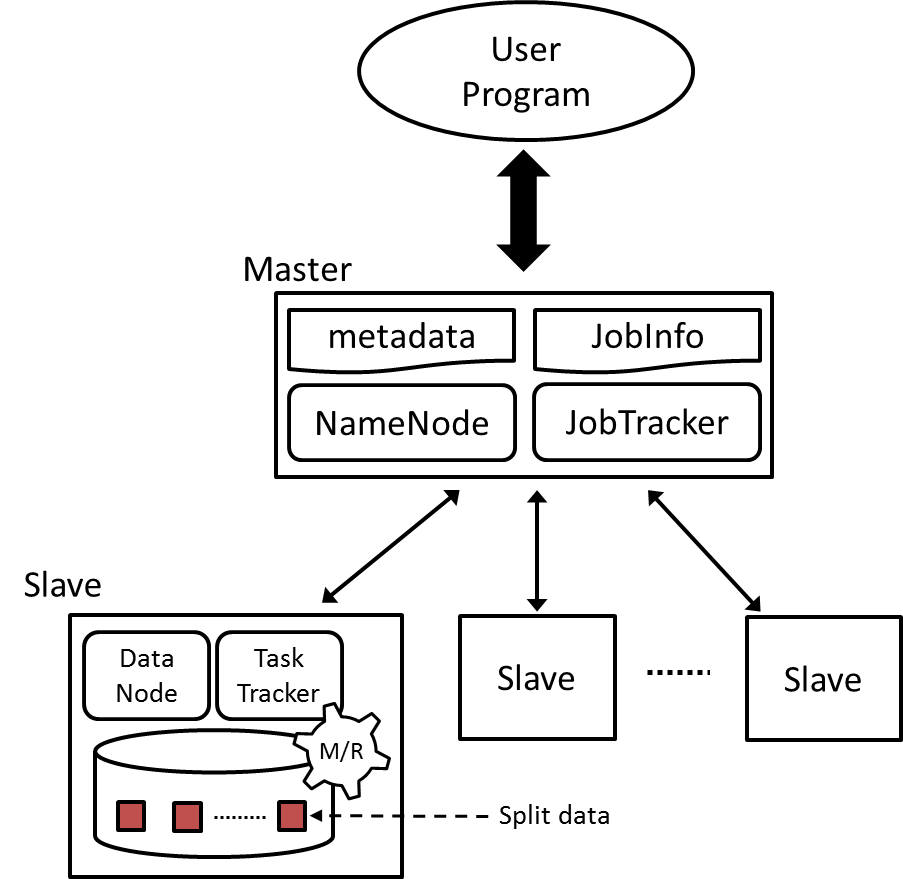 User
Program
Master
metadata
JobInfo
NameNode
JobTracker
Slave
Data
Node
Task
Tracker
M/R
Slave
Slave
Split data